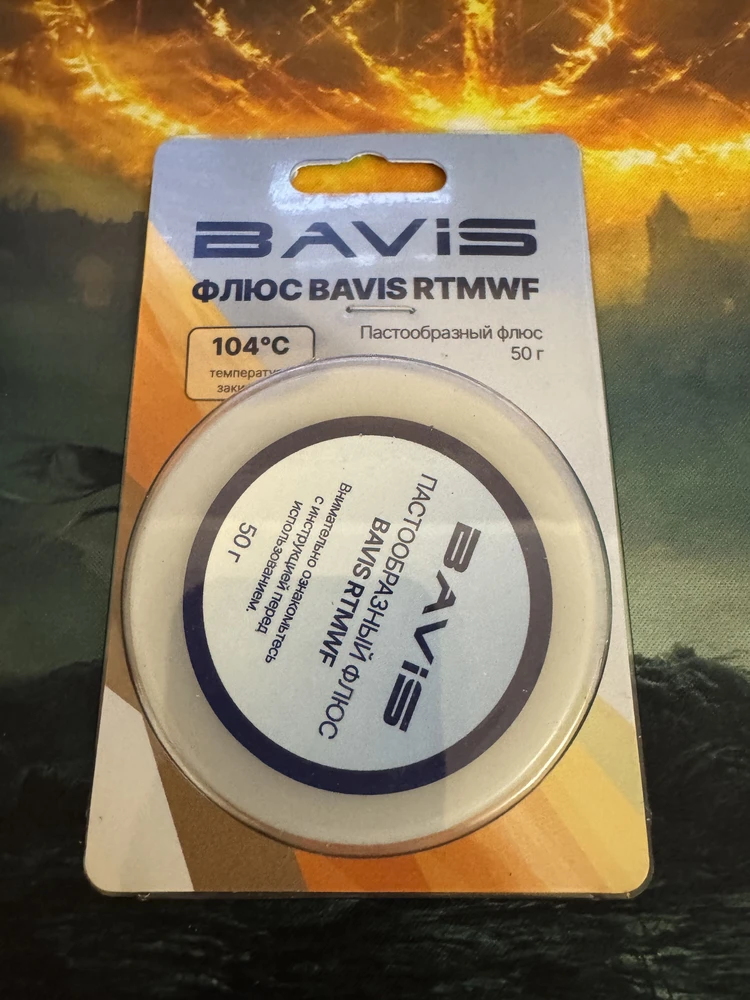 BAViS
ФЛЮС BAVIS RTMWF
Пастообразный флюс
50 г
104°C
BAViS
ПАСТООБРАЗНЫЙ ФЛЮС
BAVIS RTMWF
Внимательно ознакомьтесь
с инструкцией перед
использованием.
50 г